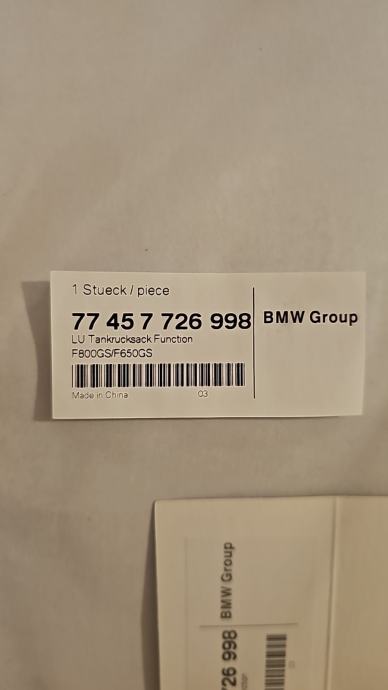 1 Stueck / piece
77 45 7 726 998
BMW Group
LU Tankrucksack Function
F800GS/F650GS
Made in China 03
BMW Group
726 998